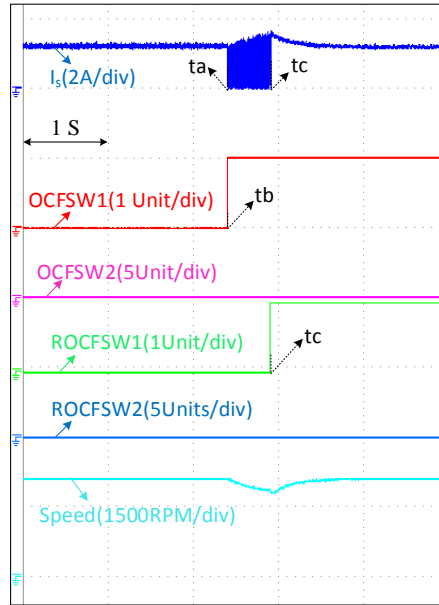 ta
tc
Is(2A/div)
1 S
OCFSW1(1 Unit/div)
tb
OCFSW2(5Unit/div)
ROCFSW1(1Unit/div)
tc
ROCFSW2(5Units/div)
Speed(1500RPM/div)